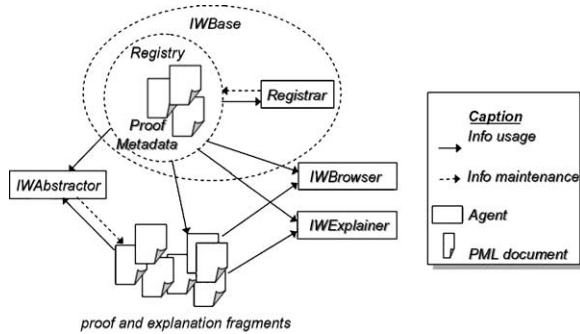 IWBase
Registry
Registrar
Proof
Metadata
IWAbstractor
IWBrowser
IWExplainer
proof and explanation fragments
Caption
Info usage
Info maintenance
Agent
PML document